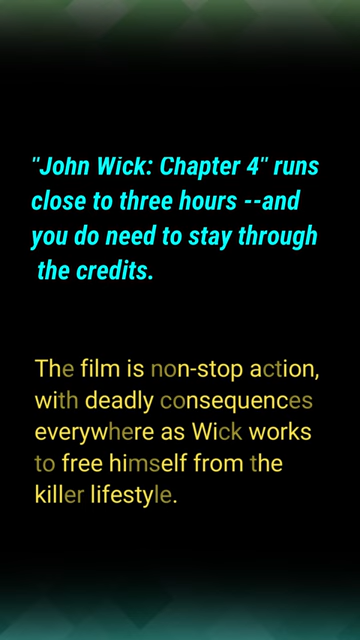 "John Wick: Chapter 4" runs
close to three hours --and
you do need to stay through
the credits.
The film is non-stop action,
with deadly consequences
everywhere as Wick works
to free himself from the
killer lifestyle.